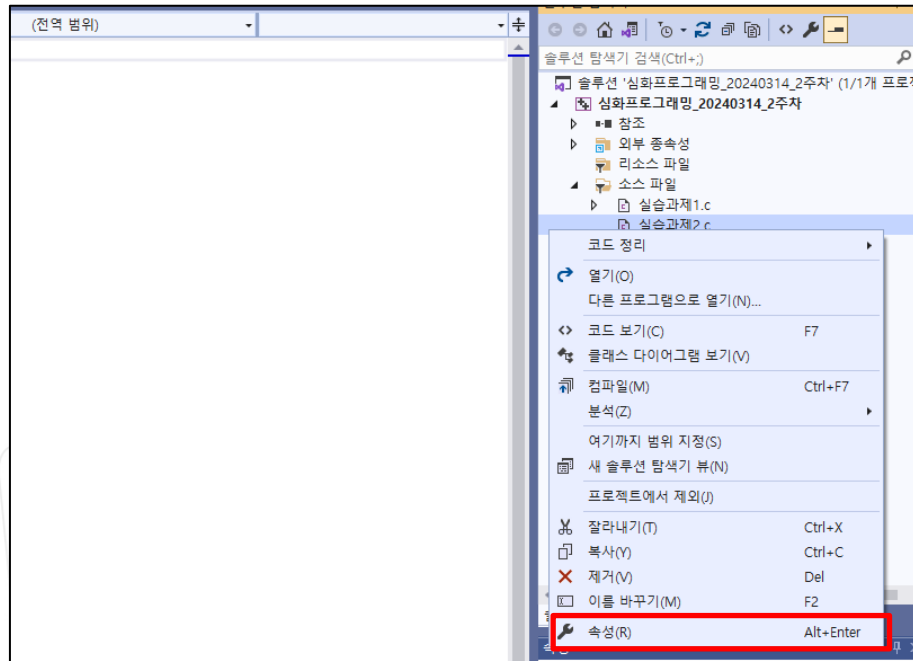 (전역 범위)
솔루션 탐색기 검색(Ctrl+;)
솔루션 '심화프로그래밍_20240314_2주차' (1/1개 프로젝
심화프로그래밍_20240314_2주차
참조
외부 종속성
리소스 파일
소스 파일
실습과제1.c
실습과제2.c
코드 정리
열기(O)
다른 프로그램으로 열기(N)...
코드 보기(C) F7
클래스 다이어그램 보기(V)
컴파일(M) Ctrl+F7
분석(Z)
여기까지 범위 지정(S)
새 솔루션 탐색기 뷰(N)
프로젝트에서 제외(J)
잘라내기(T) Ctrl+X
복사(Y) Ctrl+C
제거(V) Del
이름 바꾸기(M) F2
속성(R) Alt+Enter